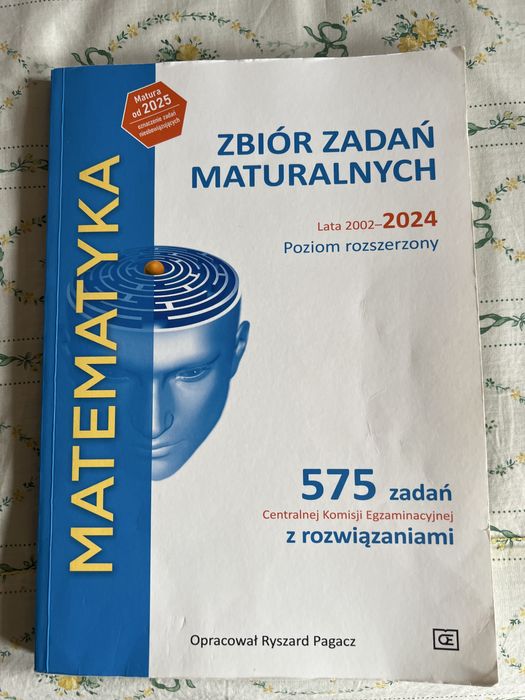 Matura
od 2025
oznaczenie zadań
nieobowiązujących
ZBIÓR ZADAŃ
MATURALNYCH
Lata 2002–2024
Poziom rozszerzony
MATEMATYKA
575 zadań
Centralnej Komisji Egzaminacyjnej
z rozwiązaniami
Opracował Ryszard Pagacz
OE